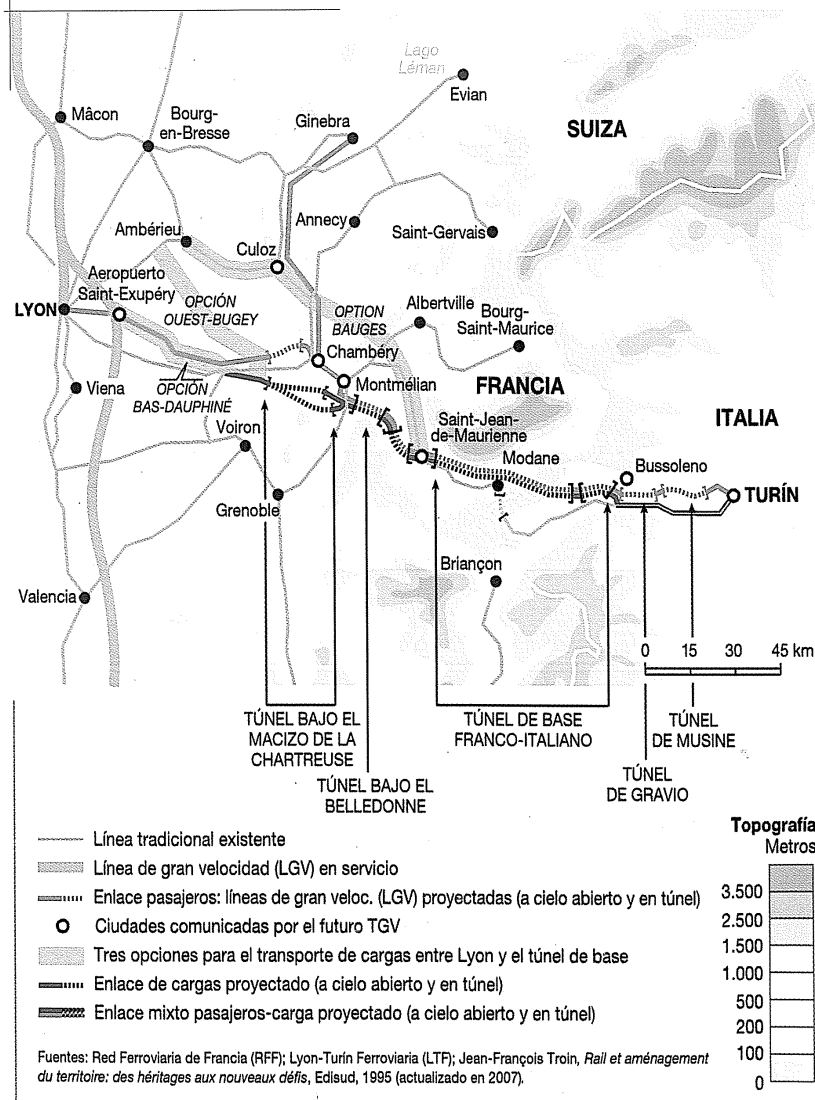 Lago
Léman
Evian
Mâcon
Bourg-
en-Bresse
Ginebra
SUIZA
Annecy
Saint-Gervais
Ambérieu
Culoz
Aeropuerto
Saint-Exupéry
OPCIÓN
OUEST-BUGEY
OPTION
BAUGES
Albertville
Bourg-
Saint-Maurice
LYON
Chambéry
Montmélian
FRANCIA
ITALIA
Viena
OPCIÓN
BAS-DAUPHINÉ
Voiron
Saint-Jean-
de-Maurienne
Modane
Bussoleno
TURÍN
Grenoble
Briançon
Valencia
0 15 30 45 km
TÚNEL BAJO EL
MACIZO DE LA
CHARTREUSE
TÚNEL BAJO EL
BELLEDONNE
TÚNEL DE BASE
FRANCO-ITALIANO
TÚNEL
DE MUSINE
TÚNEL
DE GRAVIO
Línea tradicional existente
Línea de gran velocidad (LGV) en servicio
Enlace pasajeros: líneas de gran veloc. (LGV) proyectadas (a cielo abierto y en túnel)
Ciudades comunicadas por el futuro TGV
Tres opciones para el transporte de cargas entre Lyon y el túnel de base
Enlace de cargas proyectado (a cielo abierto y en túnel)
Enlace mixto pasajeros-carga proyectado (a cielo abierto y en túnel)
Topografía
Metros
3.500
2.500
1.500
1.000
500
200
100
0
Fuentes: Red Ferroviaria de Francia (RFF); Lyon-Turín Ferroviaria (LTF); Jean-François Troin, Rail et aménagement
du territoire: des héritages aux nouveaux défis, Edisud, 1995 (actualizado en 2007).